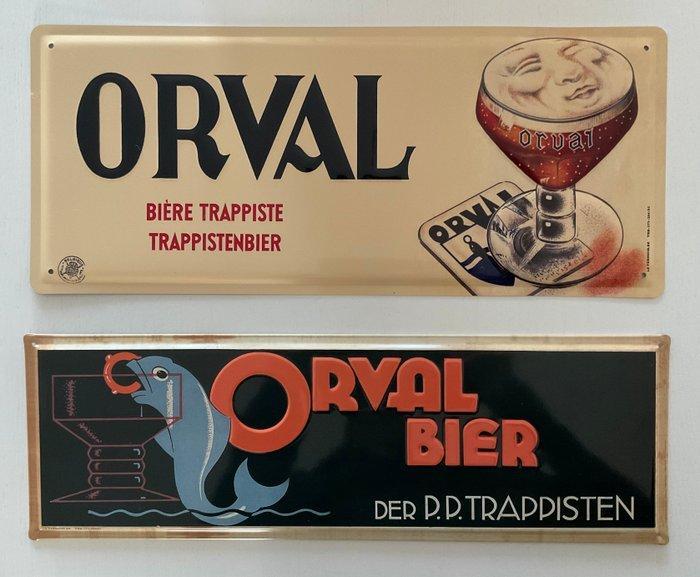 ORVAL
BIÈRE TRAPPISTE
TRAPPISTENBIER
orval
ORVAL
ORVAL
BIER
DER P.P. TRAPPISTEN